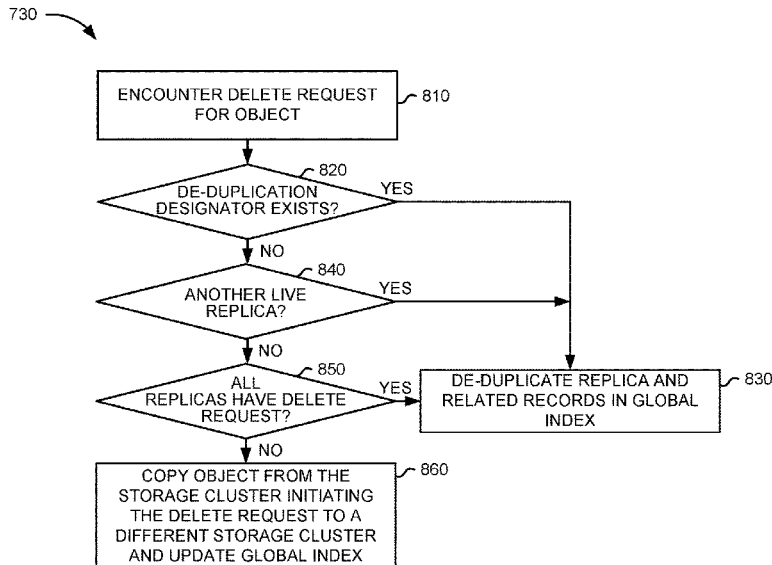 730
ENCOUNTER DELETE REQUEST
FOR OBJECT
810
820
DE-DUPLICATION
DESIGNATOR EXISTS?
YES
NO
840
ANOTHER LIVE
REPLICA?
YES
NO
850
ALL
REPLICAS HAVE DELETE
REQUEST?
YES
DE-DUPLICATE REPLICA AND
RELATED RECORDS IN GLOBAL
INDEX
830
NO
COPY OBJECT FROM THE
STORAGE CLUSTER INITIATING
THE DELETE REQUEST TO A
DIFFERENT STORAGE CLUSTER
AND UPDATE GLOBAL INDEX
860